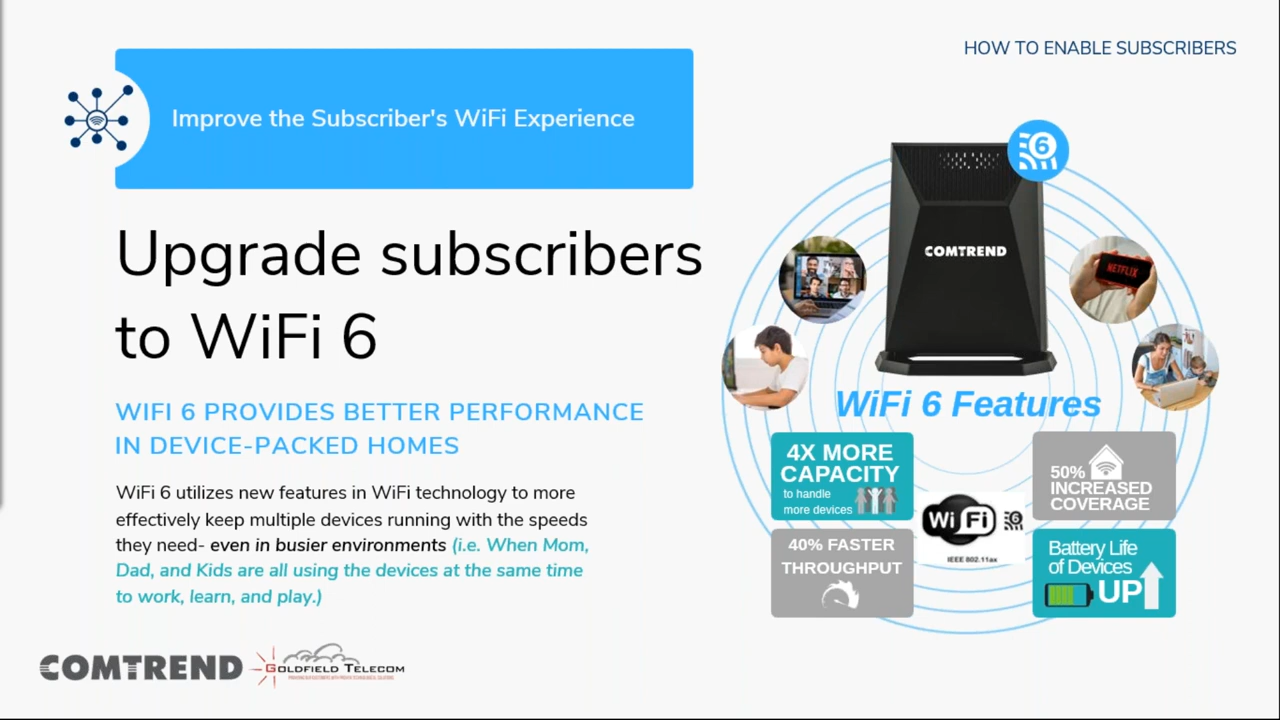 HOW TO ENABLE SUBSCRIBERS
Improve the Subscriber's WiFi Experience
Upgrade subscribers
to WiFi 6
WIFI 6 PROVIDES BETTER PERFORMANCE
IN DEVICE-PACKED HOMES
WiFi 6 utilizes new features in WiFi technology to more
effectively keep multiple devices running with the speeds
they need- even in busier environments (i.e. When Mom,
Dad, and Kids are all using the devices at the same time
to work, learn, and play.)
6
COMTREND
NETFLIX
WiFi 6 Features
4X MORE
CAPACITY
to handle
more devices
50%
INCREASED
COVERAGE
Wi Fi 6
IEEE 802.11ax
40% FASTER
THROUGHPUT
Battery Life
of Devices
UP
COMTREND
GOLDFIELD TELECOM